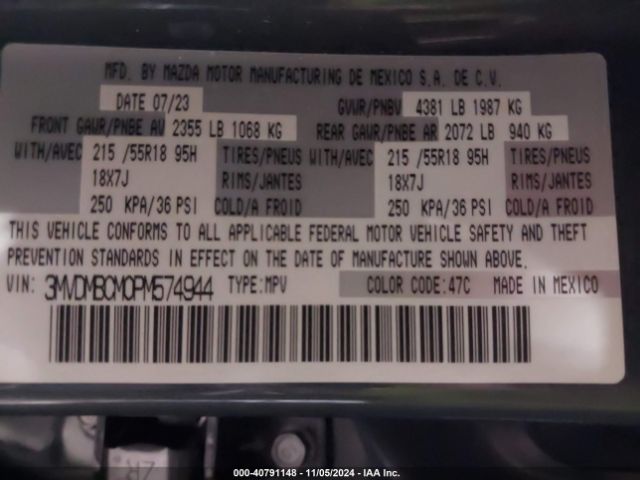 MFD. BY MAZDA MOTOR MANUFACTURING DE MEXICO S.A. DE C.V.
DATE 07/23 GVWR/PNBV 4381 LB 1987 KG
FRONT GAWR/PNBE AV 2355 LB 1068 KG REAR GAWR/PNBE AR 2072 LB 940 KG
WITH/AVEC 215 /55R18 95H TIRES/PNEUS WITH/AVEC 215 /55R18 95H TIRES/PNEUS
18X7J RIMS/JANTES 18X7J RIMS/JANTES
250 KPA/36 PSI COLD/A FROID 250 KPA/36 PSI COLD/A FROID
THIS VEHICLE CONFORMS TO ALL APPLICABLE FEDERAL MOTOR VEHICLE SAFETY AND THEFT
PREVENTION STANDARDS IN EFFECT ON THE DATE OF MANUFACTURE SHOWN ABOVE.
VIN: 3MVDMBCM0PM574944 TYPE:MPV COLOR CODE:47C MADE IN MEXICO
ZR
000-40791148 - 11/05/2024 - IAA Inc.